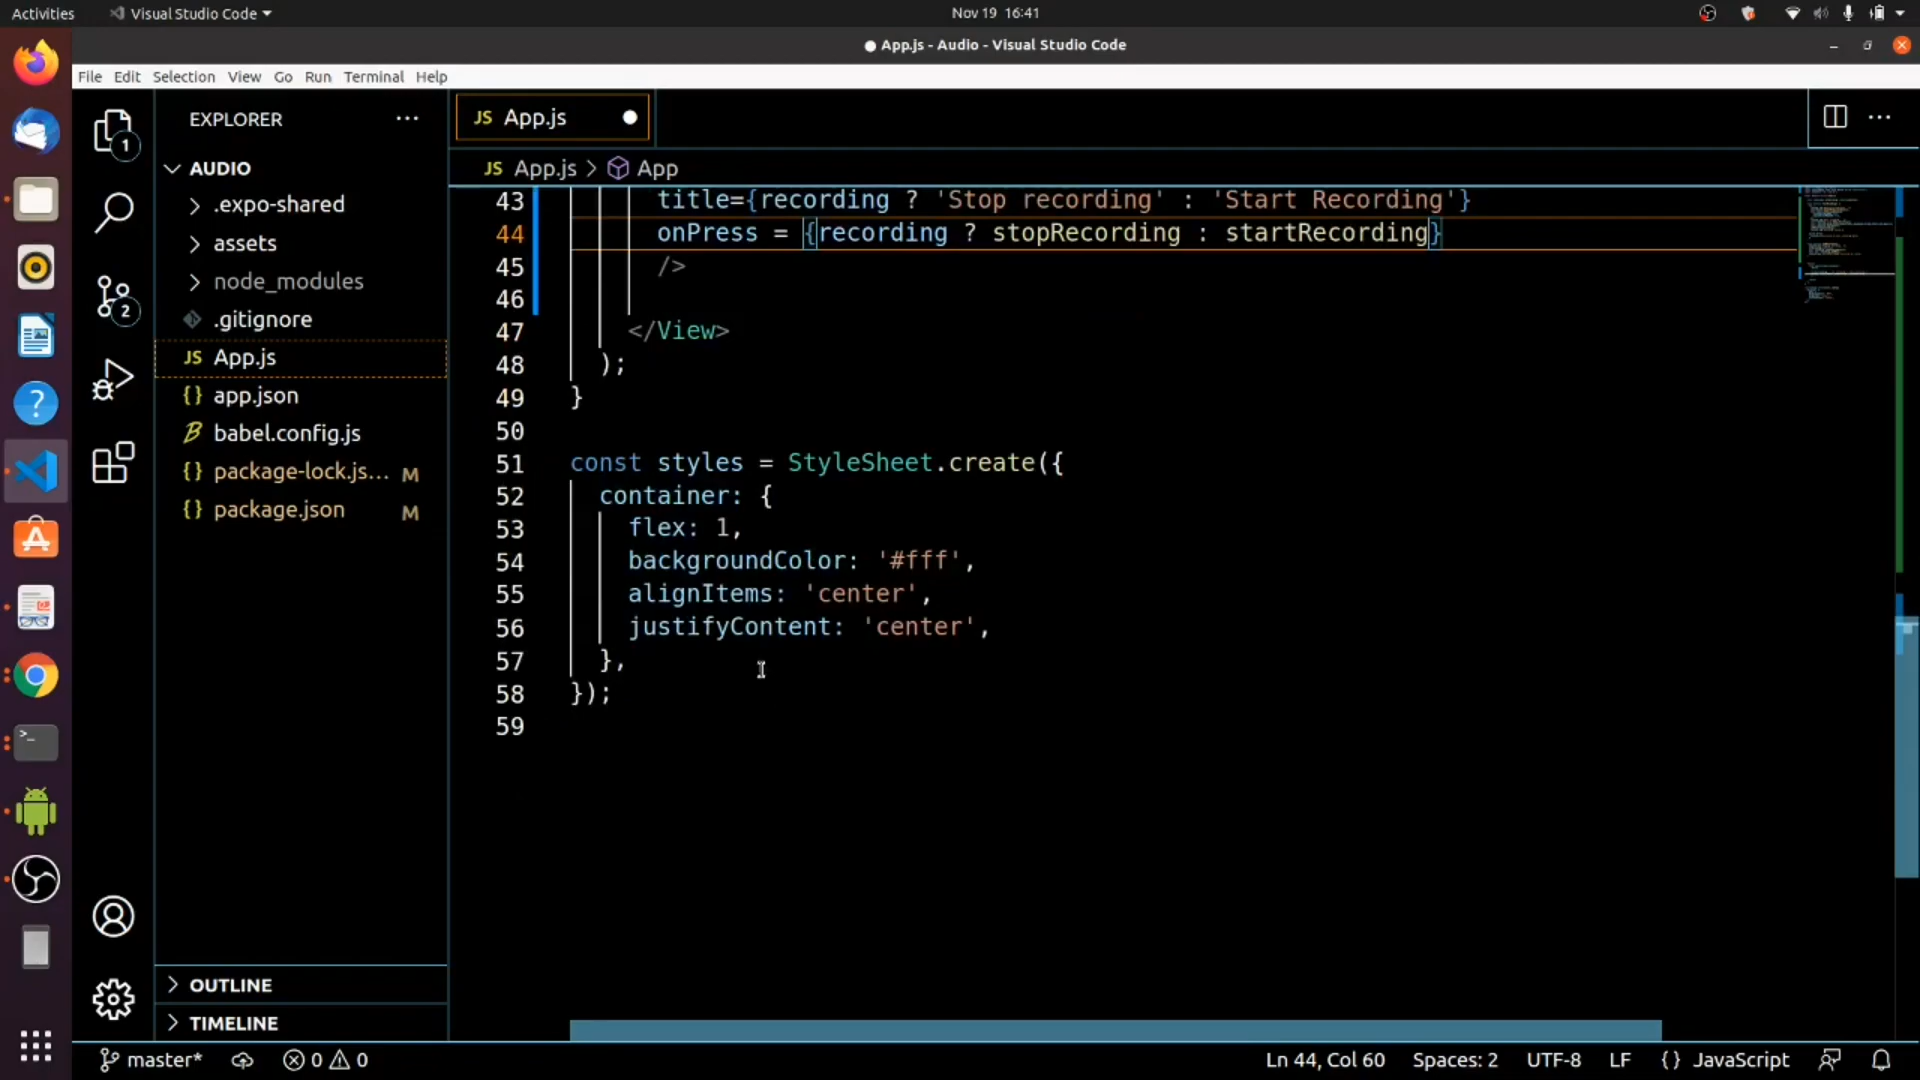 Activities
Visual Studio Code
Nov 19 16:41
App.js - Audio - Visual Studio Code
File Edit Selection View Go Run Terminal Help
EXPLORER
AUDIO
.expo-shared
assets
node_modules
.gitignore
JS App.js
{} app.json
babel.config.js
{} package-lock.js... M
{} package.json M
OUTLINE
TIMELINE
1
2
JS App.js
JS App.js > App
43 title={recording ? 'Stop recording' : 'Start Recording'}
44 onPress = {recording ? stopRecording : startRecording}
45 />
46
47 </View>
48 );
49 }
50
51 const styles = StyleSheet.create({
52 container: {
53 flex: 1,
54 backgroundColor: '#fff',
55 alignItems: 'center',
56 justifyContent: 'center',
57 },
58 });
59
master* 0 0 Ln 44, Col 60 Spaces: 2 UTF-8 LF {} JavaScript